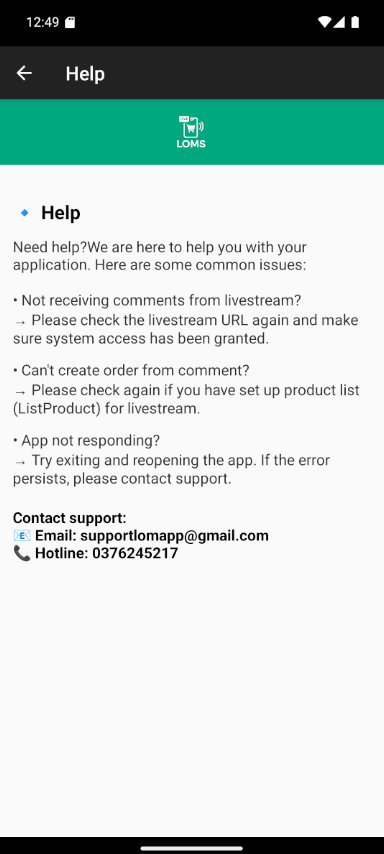 12:49
Help
LOMS
Help
Need help?We are here to help you with your
application. Here are some common issues:
• Not receiving comments from livestream?
→ Please check the livestream URL again and make
sure system access has been granted.
• Can't create order from comment?
→ Please check again if you have set up product list
(ListProduct) for livestream.
• App not responding?
→ Try exiting and reopening the app. If the error
persists, please contact support.
Contact support:
📧 Email: supportlomapp@gmail.com
📞 Hotline: 0376245217